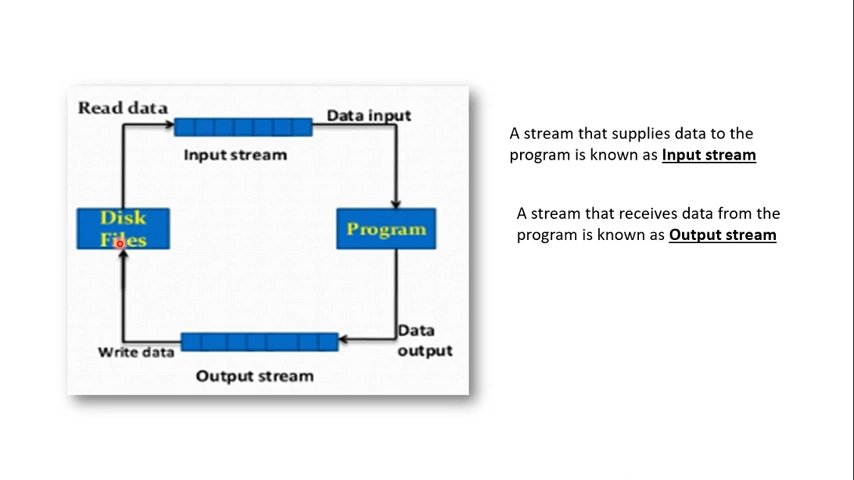 Read data
Data input
Input stream
Disk
Files
Program
Data
output
Write data
Output stream
A stream that supplies data to the
program is known as Input stream
A stream that receives data from the
program is known as Output stream